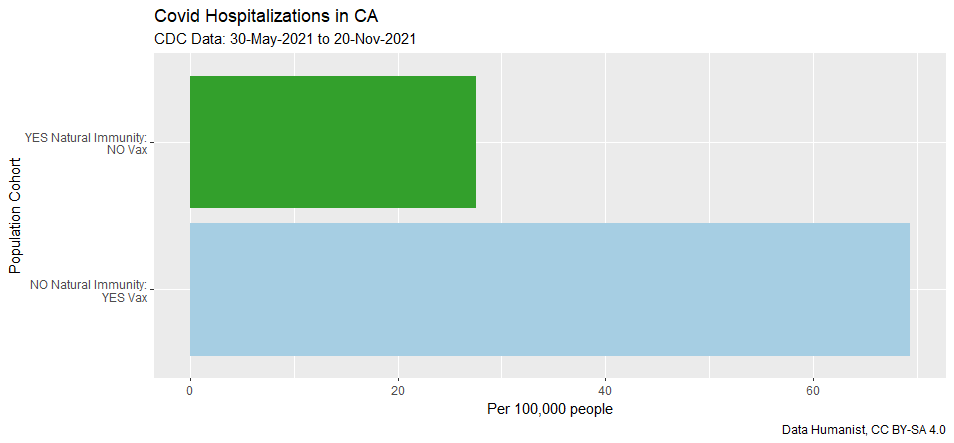 Covid Hospitalizations in CA
CDC Data: 30-May-2021 to 20-Nov-2021
Population Cohort
YES Natural Immunity:
NO Vax
NO Natural Immunity:
YES Vax
0
20
40
60
Per 100,000 people
Data Humanist, CC BY-SA 4.0